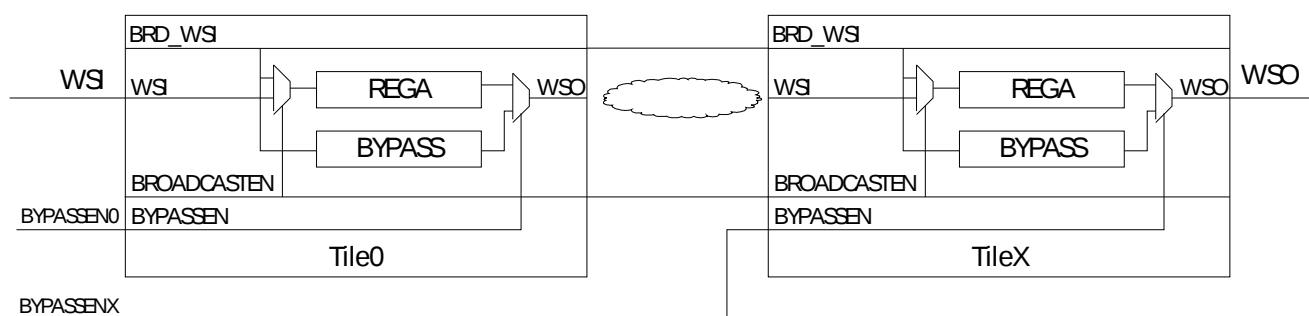 BRD_WSI
BRD_WSI
WSI
WSI
REGA
WSO
WSI
REGA
WSO
WSO
BYPASS
BYPASS
BROADCASTEN
BROADCASTEN
BYPASSEN0
BYPASSEN
BYPASSEN
Tile0
TileX
BYPASSENX